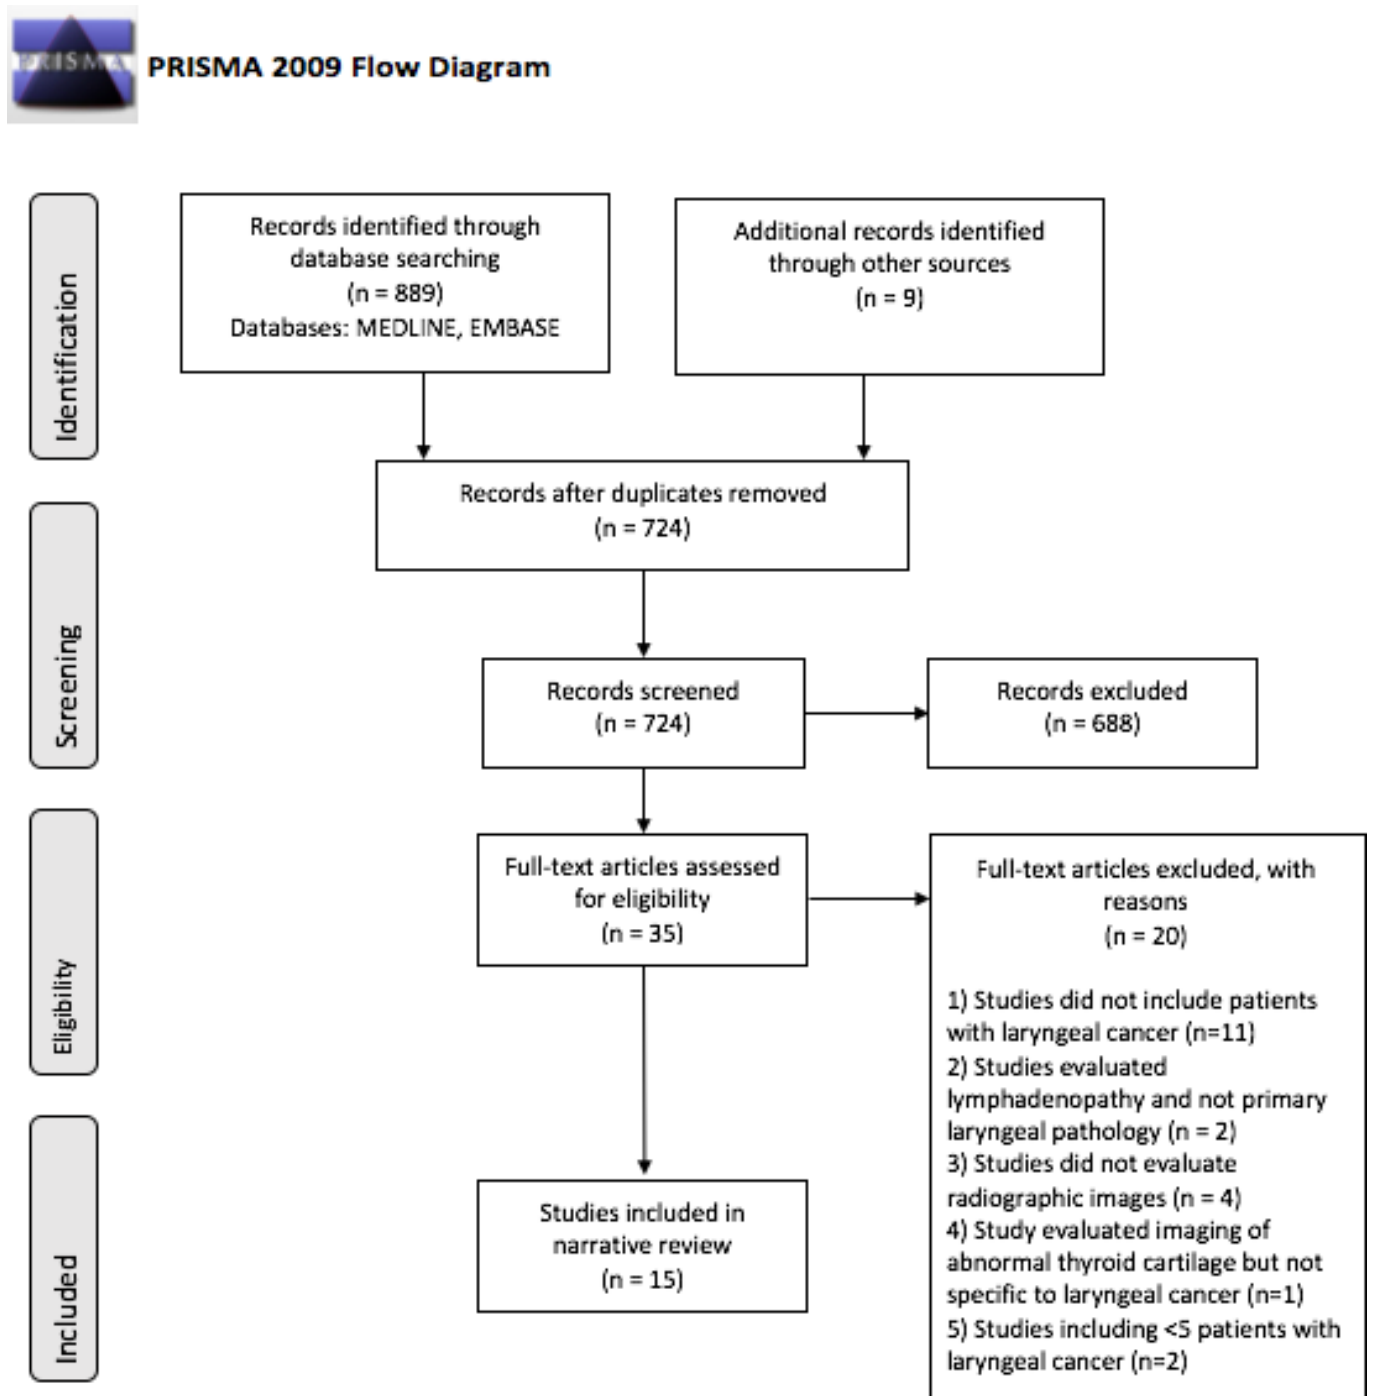 PRISMA
PRISMA 2009 Flow Diagram
Identification
Records identified through
database searching
(n = 889)
Databases: MEDLINE, EMBASE
Additional records identified
through other sources
(n = 9)
Records after duplicates removed
(n = 724)
Screening
Records screened
(n = 724)
Records excluded
(n = 688)
Eligibility
Full-text articles assessed
for eligibility
(n = 35)
Full-text articles excluded, with
reasons
(n = 20)
1) Studies did not include patients
with laryngeal cancer (n=11)
2) Studies evaluated
lymphadenopathy and not primary
laryngeal pathology (n = 2)
3) Studies did not evaluate
radiographic images (n = 4)
4) Study evaluated imaging of
abnormal thyroid cartilage but not
specific to laryngeal cancer (n=1)
5) Studies including <5 patients with
laryngeal cancer (n=2)
Included
Studies included in
narrative review
(n = 15)